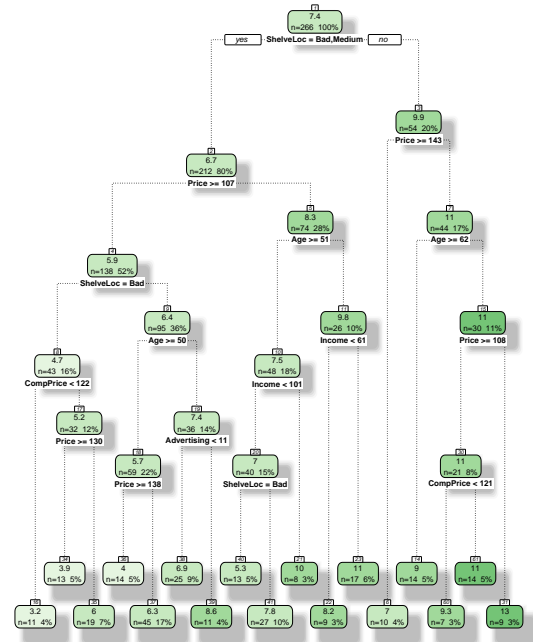 1
7.4
n=266 100%
yes ShelveLoc = Bad,Medium no
3
9.9
n=54 20%
Price >= 143
2
6.7
n=212 80%
Price >= 107
5
8.3
n=74 28%
Age >= 51
7
11
n=44 17%
Age >= 62
4
5.9
n=138 52%
ShelveLoc = Bad
9
6.4
n=95 36%
Age >= 50
11
9.8
n=26 10%
Income < 61
15
11
n=30 11%
Price >= 108
8
4.7
n=43 16%
CompPrice < 122
10
7.5
n=48 18%
Income < 101
17
5.2
n=32 12%
Price >= 130
19
7.4
n=36 14%
Advertising < 11
18
5.7
n=59 22%
Price >= 138
20
7
n=40 15%
ShelveLoc = Bad
30
11
n=21 8%
CompPrice < 121
34
3.9
n=13 5%
36
4
n=14 5%
38
6.9
n=25 9%
40
5.3
n=13 5%
21
10
n=8 3%
23
11
n=17 6%
14
9
n=14 5%
61
11
n=14 5%
16
3.2
n=11 4%
35
6
n=19 7%
37
6.3
n=45 17%
39
8.6
n=11 4%
41
7.8
n=27 10%
22
8.2
n=9 3%
6
7
n=10 4%
60
9.3
n=7 3%
31
13
n=9 3%